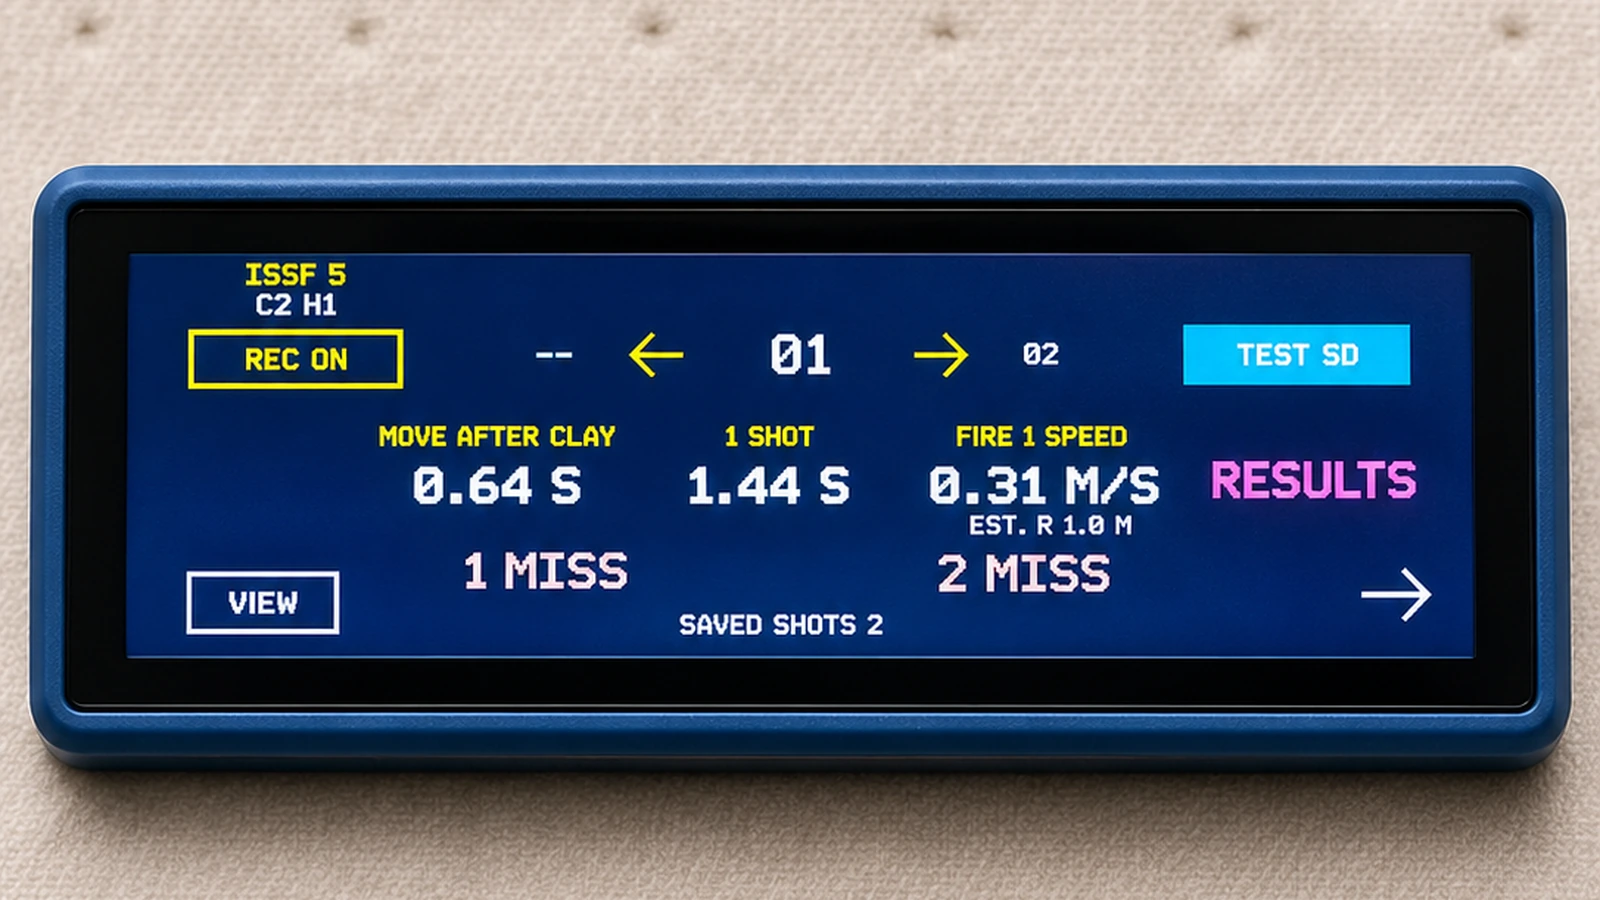 ISSF 5
C2 H1
REC ON
-- ← 01 → 02
TEST SD
MOVE AFTER CLAY
0.64 S
1 SHOT
1.44 S
FIRE 1 SPEED
0.31 M/S
EST. R 1.0 M
RESULTS
1 MISS
2 MISS
VIEW
SAVED SHOTS 2
→